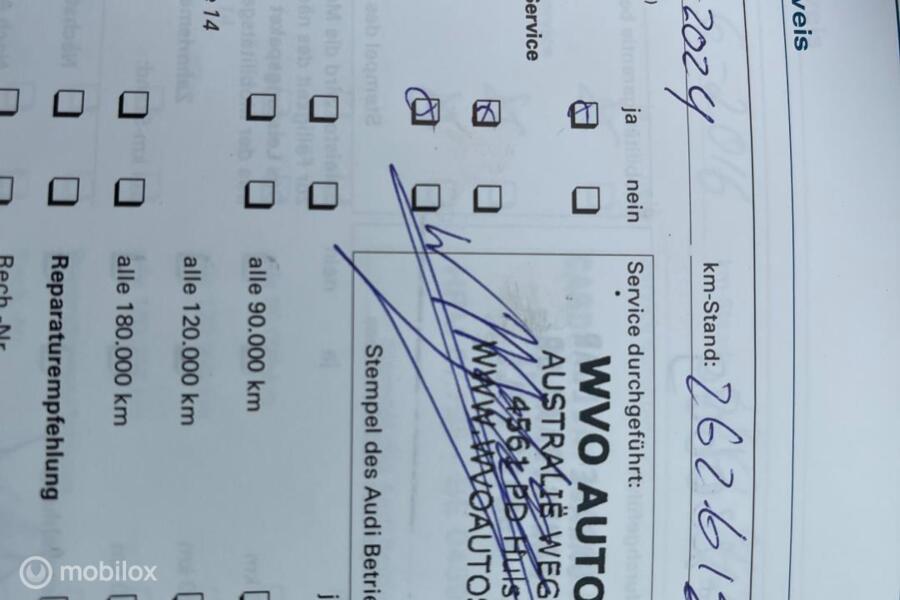 veis
2024
km-Stand: 262.61
ja nein
Service durchgeführt:
WVO AUTO
AUSTRALIË WEG
4561 PD Huls
WWW.WVOAUTOS
Service
Stempel des Audi Betrie
alle 90.000 km
e 14
alle 120.000 km
alle 180.000 km
Reparaturempfehlung
Rech.-Nr.
j
mobilox